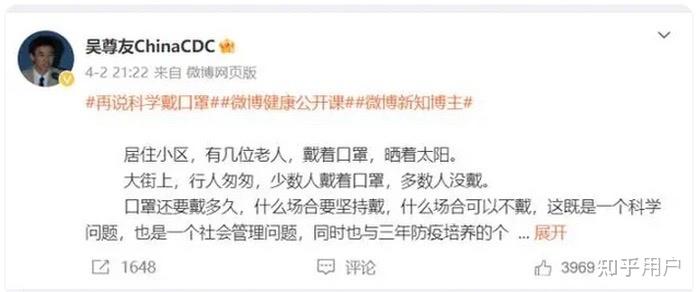 吴尊友ChinaCDC
4-2 21:22 来自 微博网页版
#再说科学戴口罩##微博健康公开课##微博新知博主#
居住小区，有几位老人，戴着口罩，晒着太阳。
大街上，行人匆匆，少数人戴着口罩，多数人没戴。
口罩还要戴多久，什么场合要坚持戴，什么场合可以不戴，这既是一个科学
问题，也是一个社会管理问题，同时也与三年防疫培养的个 ... 展开
1648 评论 3969
知乎用户